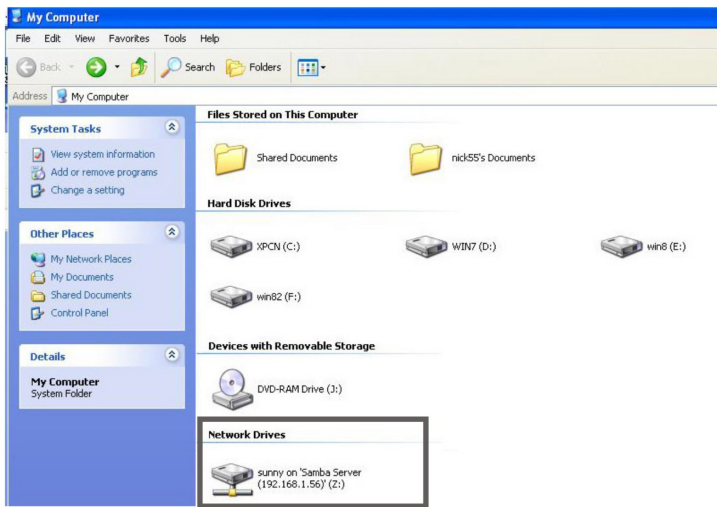 My Computer
File Edit View Favorites Tools Help
Back Search Folders
Address My Computer
System Tasks
View system information
Add or remove programs
Change a setting
Other Places
My Network Places
My Documents
Shared Documents
Control Panel
Details
My Computer
System Folder
Files Stored on This Computer
Shared Documents nick55's Documents
Hard Disk Drives
XPCN (C:) WIN7 (D:) win8 (E:)
win82 (F:)
Devices with Removable Storage
DVD-RAM Drive (J:)
Network Drives
sunny on 'Samba Server
(192.168.1.56)' (Z:)